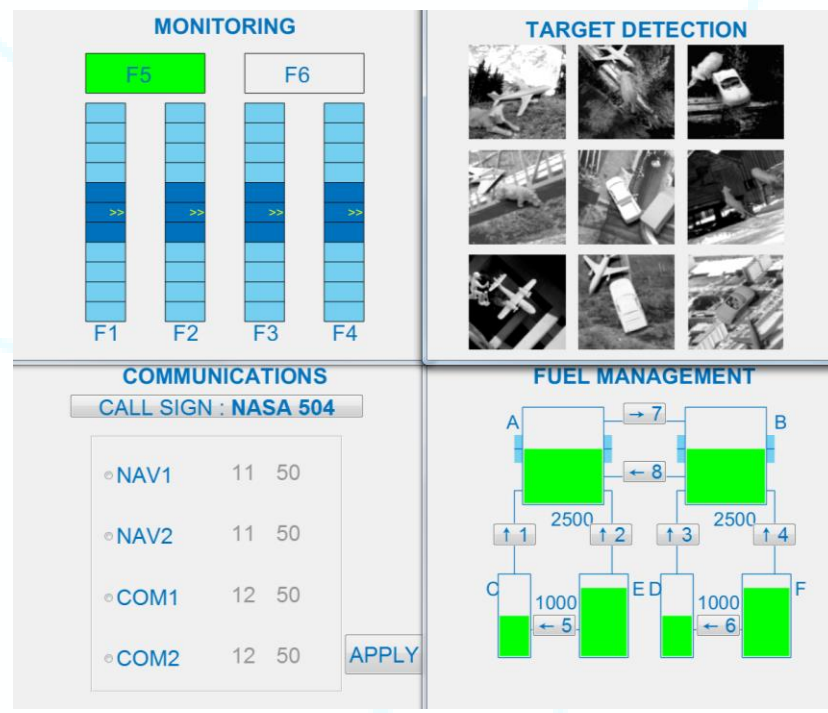 MONITORING
F5 F6
>> >> >> >>
F1 F2 F3 F4
TARGET DETECTION
COMMUNICATIONS
CALL SIGN : NASA 504
NAV1 11 50
NAV2 11 50
COM1 12 50
COM2 12 50
APPLY
FUEL MANAGEMENT
A → 7 B
← 8
2500 2500
↑ 1 ↑ 2 ↑ 3 ↑ 4
C E D F
1000 1000
← 5 ← 6